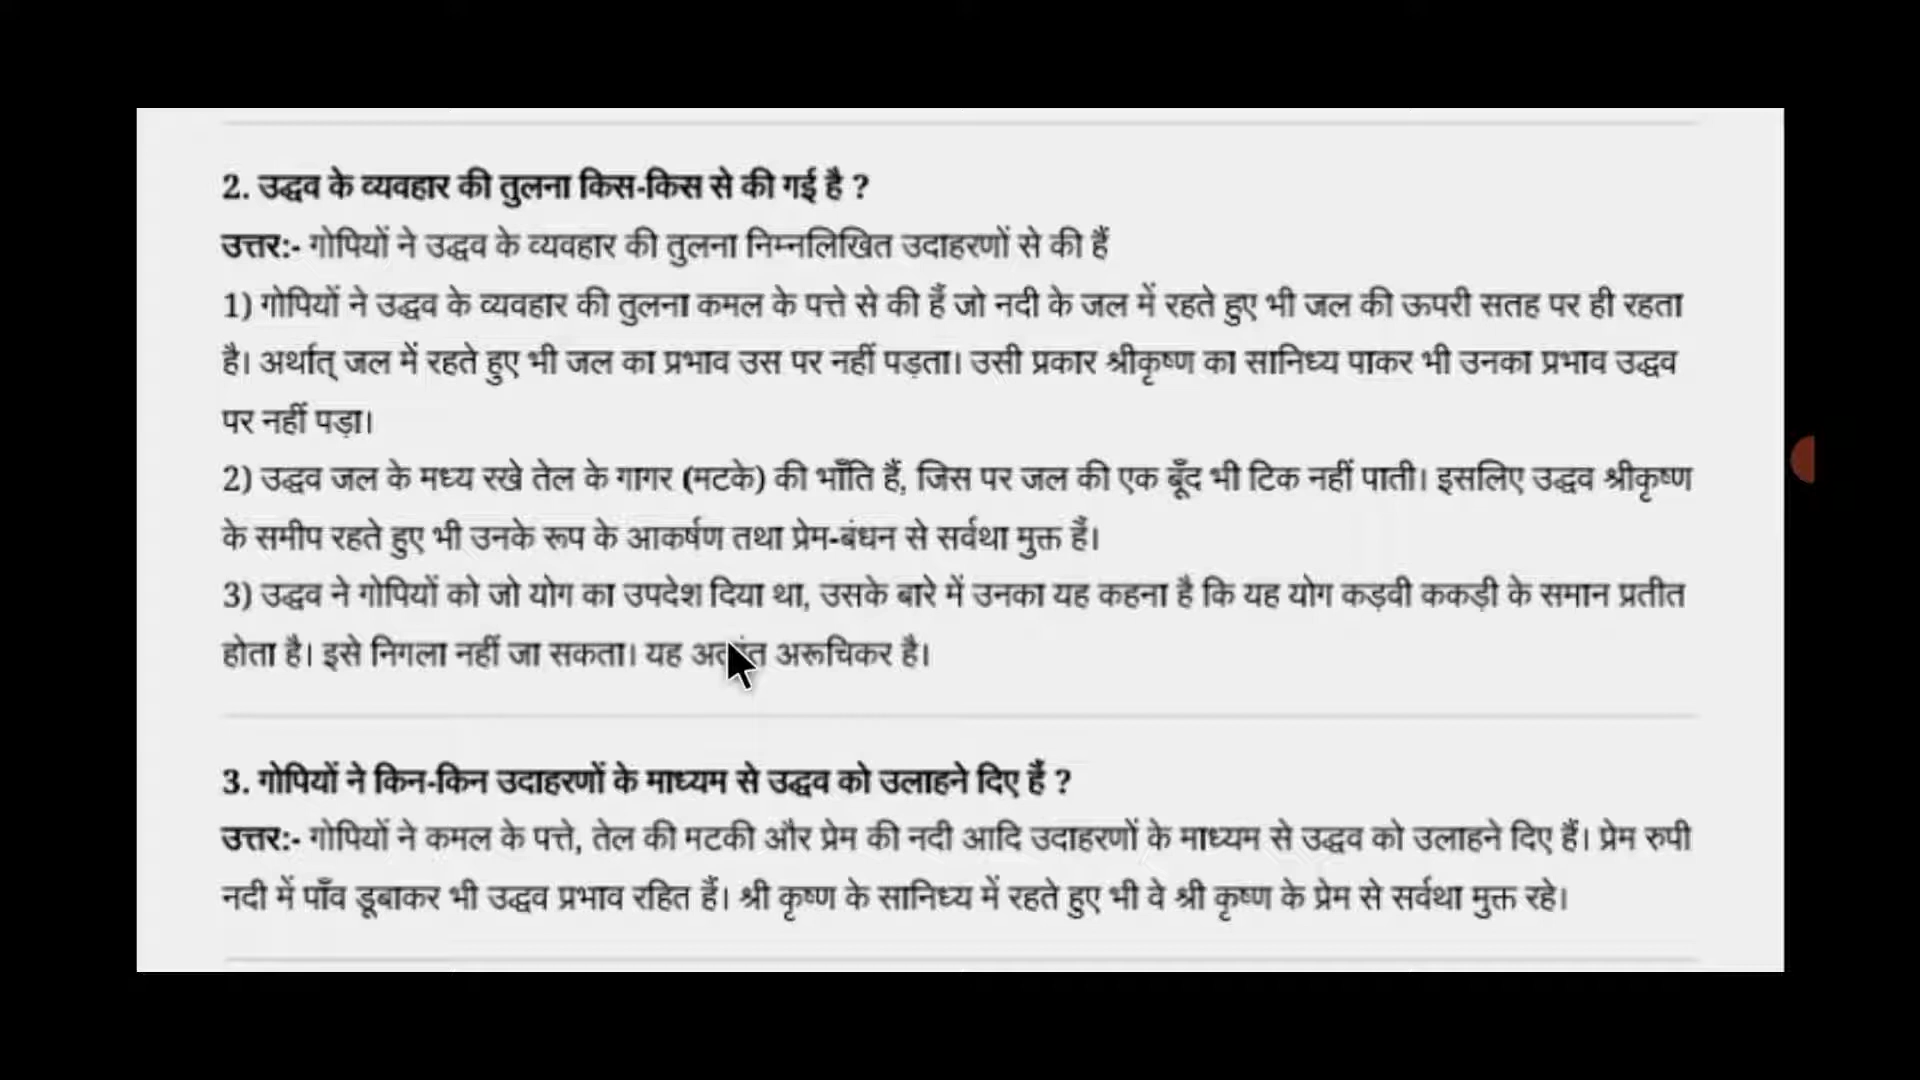 2. उद्धव के व्यवहार की तुलना किस-किस से की गई है ?
उत्तर:- गोपियों ने उद्धव के व्यवहार की तुलना निम्नलिखित उदाहरणों से की हैं
1) गोपियों ने उद्धव के व्यवहार की तुलना कमल के पत्ते से की हैं जो नदी के जल में रहते हुए भी जल की ऊपरी सतह पर ही रहता
है। अर्थात् जल में रहते हुए भी जल का प्रभाव उस पर नहीं पड़ता। उसी प्रकार श्रीकृष्ण का सानिध्य पाकर भी उनका प्रभाव उद्धव
पर नहीं पड़ा।
2) उद्धव जल के मध्य रखे तेल के गागर (मटके) की भाँति हैं, जिस पर जल की एक बूँद भी टिक नहीं पाती। इसलिए उद्धव श्रीकृष्ण
के समीप रहते हुए भी उनके रूप के आकर्षण तथा प्रेम-बंधन से सर्वथा मुक्त हैं।
3) उद्धव ने गोपियों को जो योग का उपदेश दिया था, उसके बारे में उनका यह कहना है कि यह योग कड़वी ककड़ी के समान प्रतीत
होता है। इसे निगला नहीं जा सकता। यह अत्यंत अरूचिकर है।
3. गोपियों ने किन-किन उदाहरणों के माध्यम से उद्धव को उलाहने दिए हैं ?
उत्तर:- गोपियों ने कमल के पत्ते, तेल की मटकी और प्रेम की नदी आदि उदाहरणों के माध्यम से उद्धव को उलाहने दिए हैं। प्रेम रुपी
नदी में पाँव डूबाकर भी उद्धव प्रभाव रहित हैं। श्री कृष्ण के सानिध्य में रहते हुए भी वे श्री कृष्ण के प्रेम से सर्वथा मुक्त रहे।